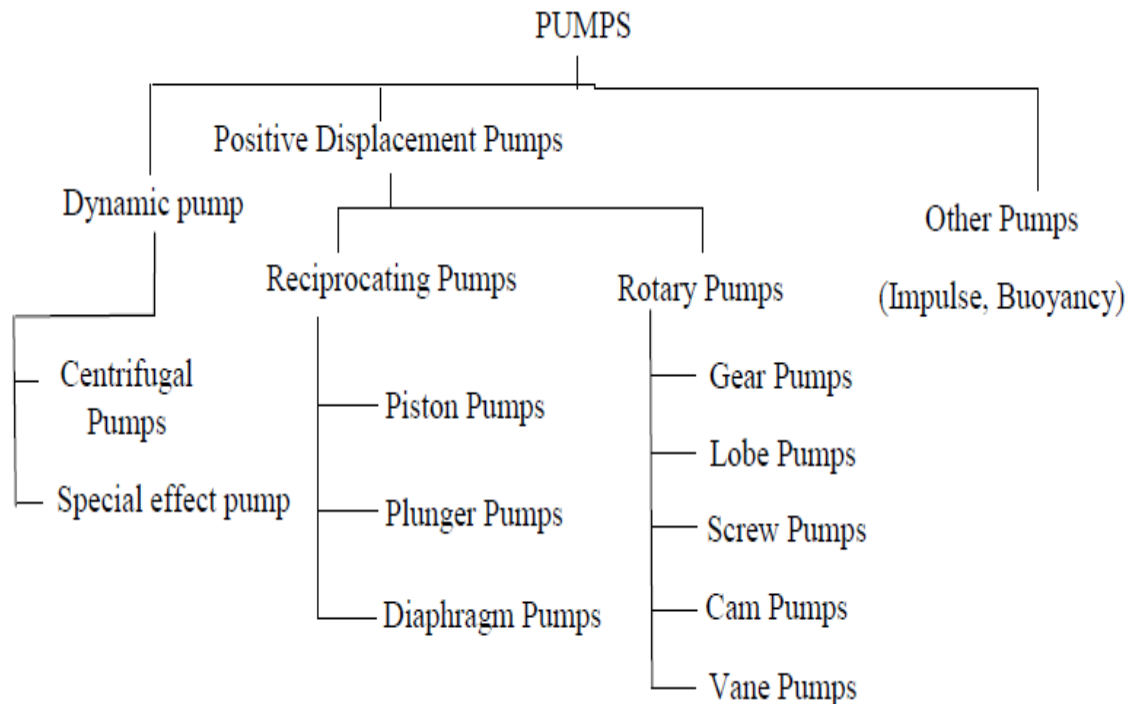 PUMPS
Positive Displacement Pumps
Dynamic pump
Other Pumps
(Impulse, Buoyancy)
Reciprocating Pumps
Rotary Pumps
Centrifugal
Pumps
Special effect pump
Piston Pumps
Plunger Pumps
Diaphragm Pumps
Gear Pumps
Lobe Pumps
Screw Pumps
Cam Pumps
Vane Pumps